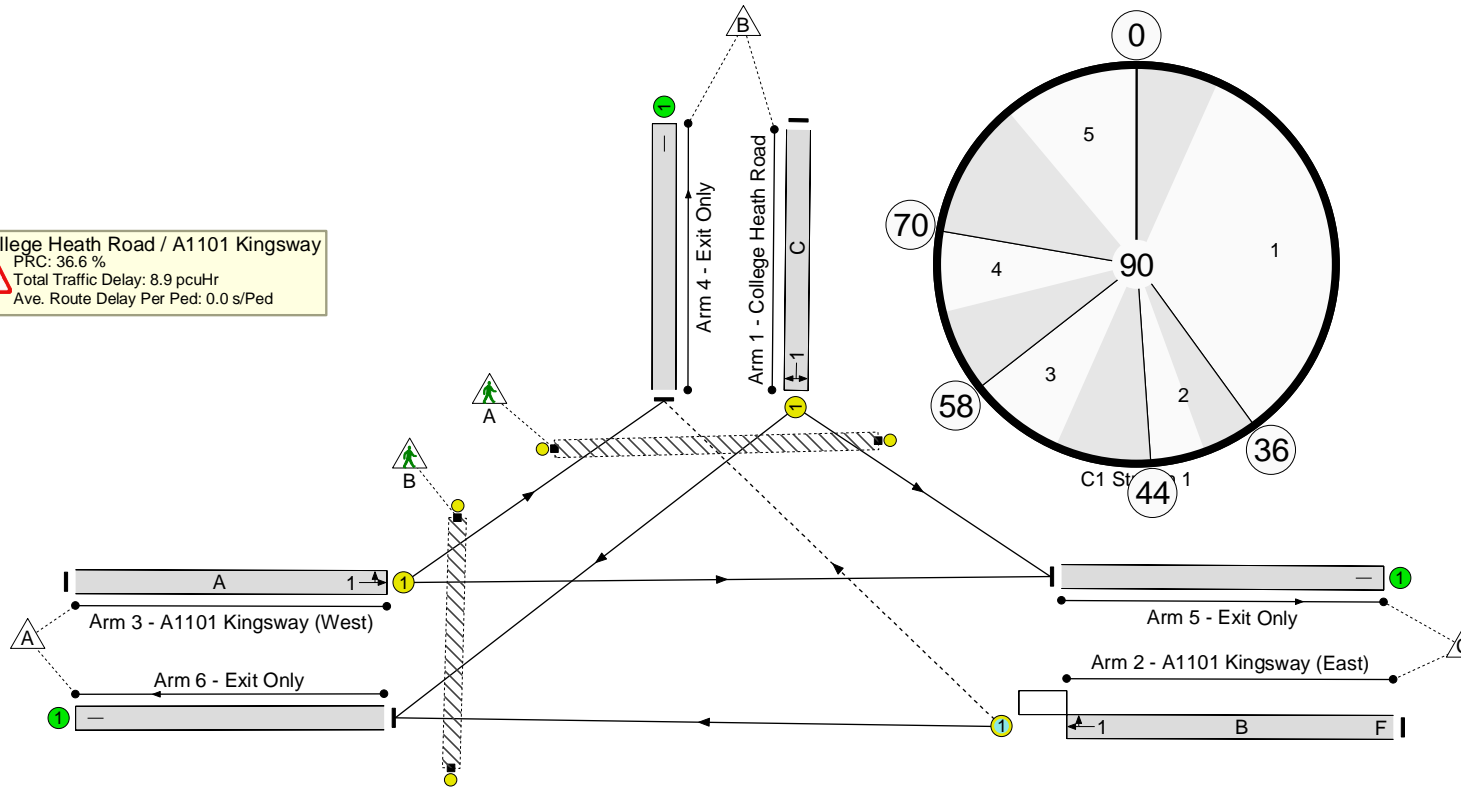 B
0
1
5
1
70
4
90
3
2
58
36
44
C1 St 1
llege Heath Road / A1101 Kingsway
PRC: 36.6 %
Total Traffic Delay: 8.9 pcuHr
Ave. Route Delay Per Ped: 0.0 s/Ped
Arm 4 - Exit Only
Arm 1 - College Heath Road
C
1
1
A
B
A
1
1
Arm 3 - A1101 Kingsway (West)
A
Arm 6 - Exit Only
1
1
Arm 5 - Exit Only
Arm 2 - A1101 Kingsway (East)
1
1
B
F